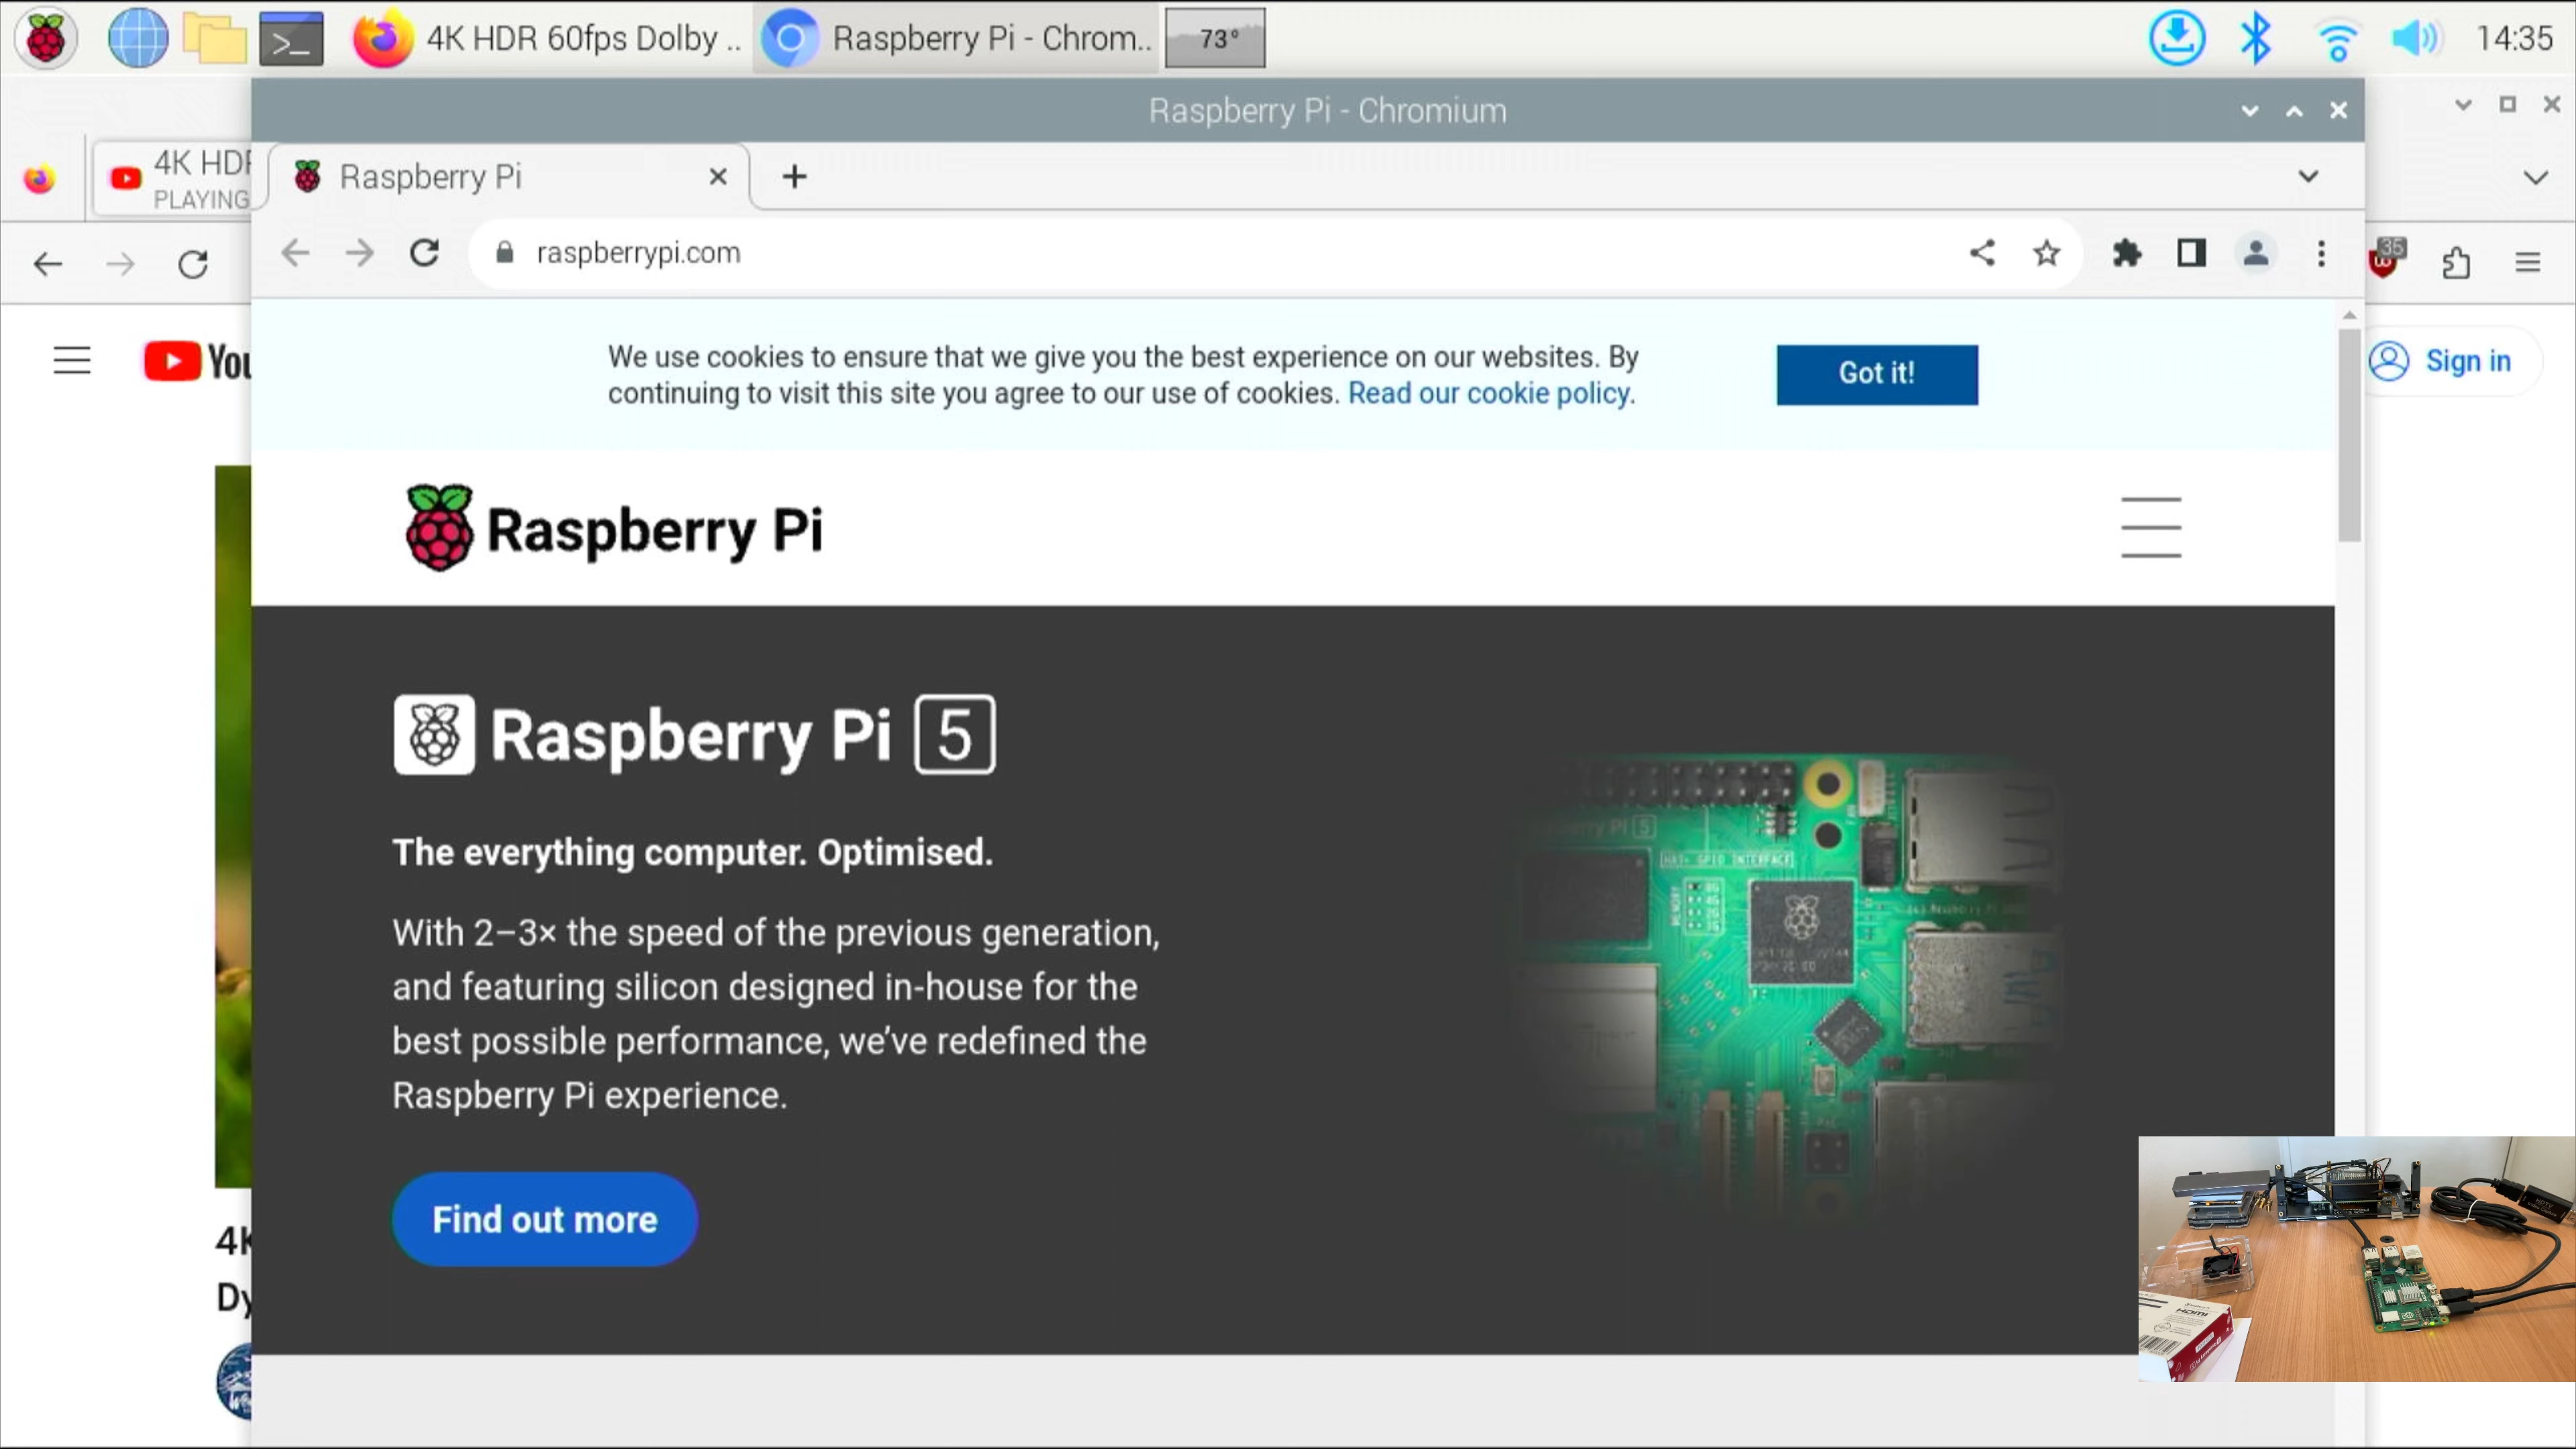 4K HDR 60fps Dolby ..
Raspberry Pi - Chrom..
73°
14:35
Raspberry Pi - Chromium
4K HDR
PLAYING
Raspberry Pi
raspberrypi.com
35
You
Sign in
We use cookies to ensure that we give you the best experience on our websites. By
continuing to visit this site you agree to our use of cookies. Read our cookie policy.
Got it!
Raspberry Pi
Raspberry Pi 5
The everything computer. Optimised.
With 2–3× the speed of the previous generation,
and featuring silicon designed in-house for the
best possible performance, we’ve redefined the
Raspberry Pi experience.
Find out more
4K
Dy
HDMI